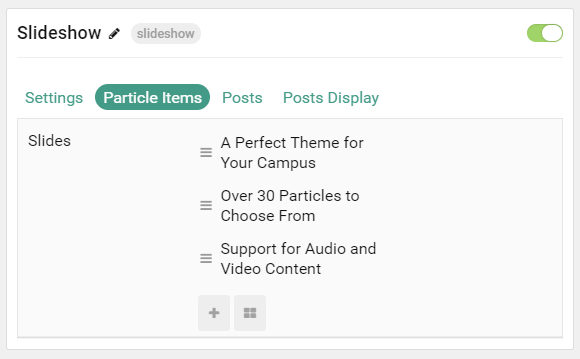 Slideshow slideshow
Settings Particle Items Posts Posts Display
Slides
A Perfect Theme for
Your Campus
Over 30 Particles to
Choose From
Support for Audio and
Video Content